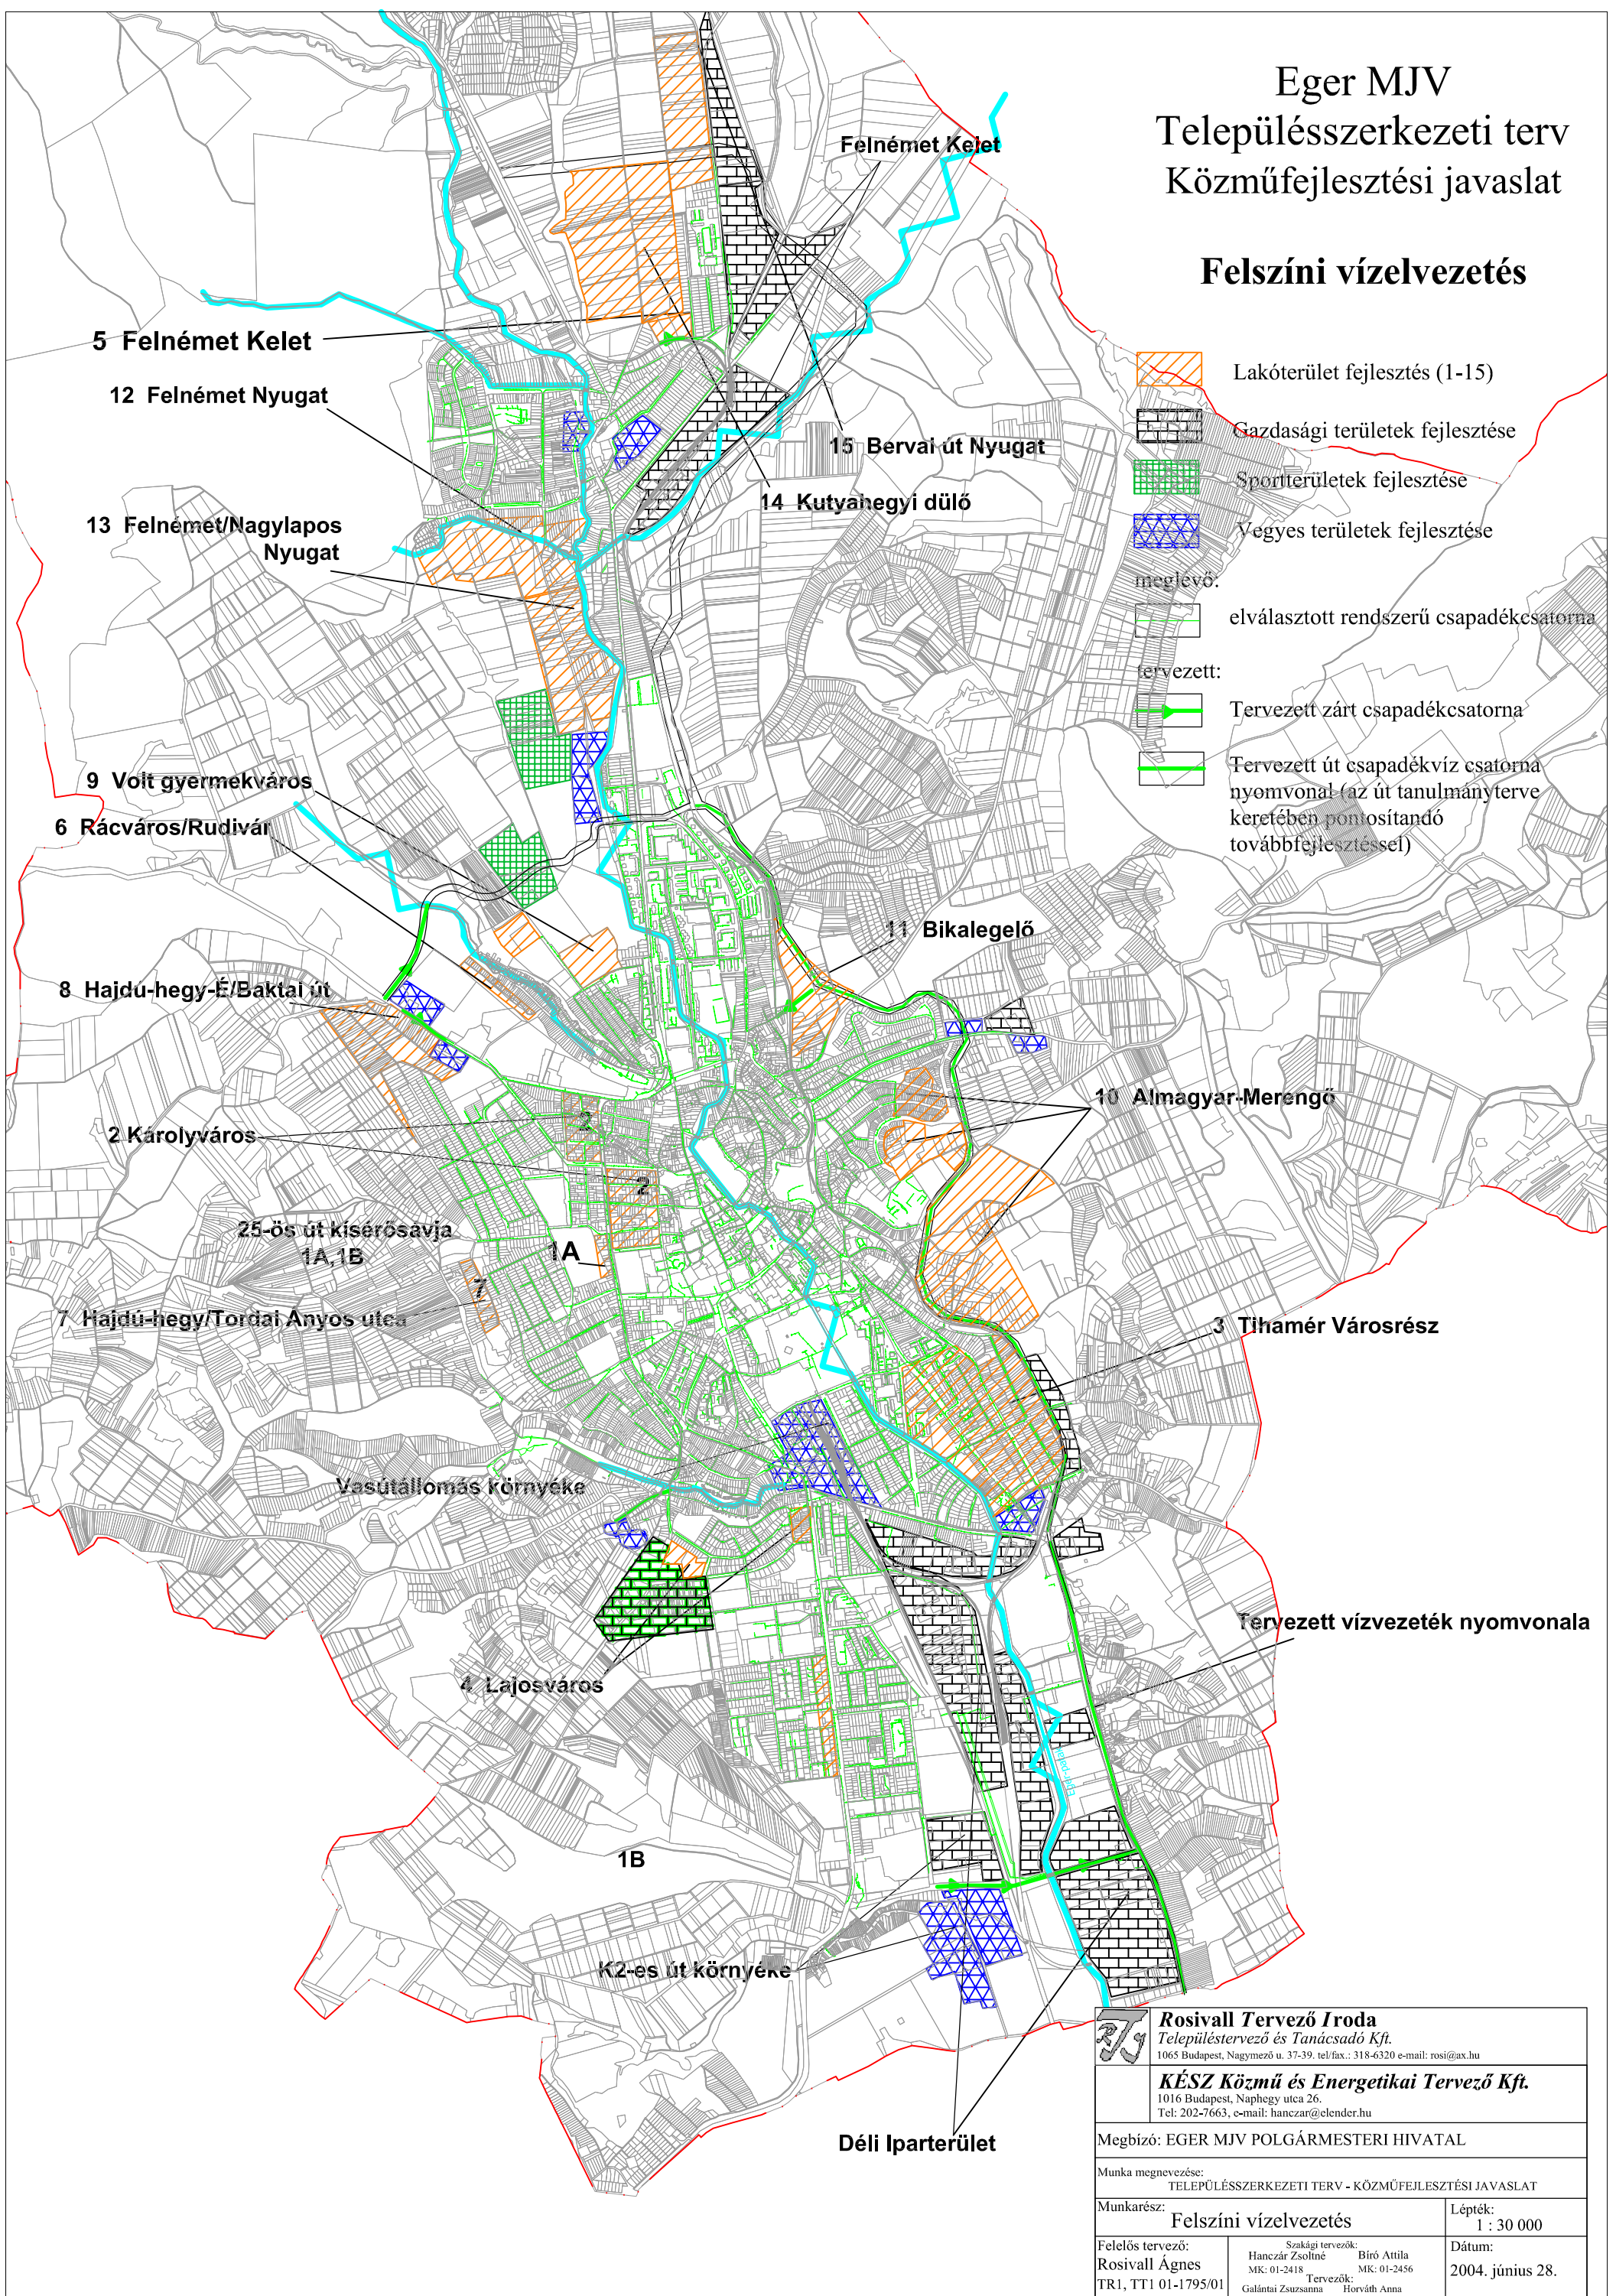 Eger MJV
Településszerkezeti terv
Közműfejlesztési javaslat
Felszíni vízelvezetés
Lakóterület fejlesztés (1-15)
Gazdasági területek fejlesztése
Sportterületek fejlesztése
Vegyes területek fejlesztése
meglévő:
elválasztott rendszerű csapadékcsatorna
tervezett:
Tervezett zárt csapadékcsatorna
Tervezett út csapadékvíz csatorna
nyomvonal (az út tanulmányterve
keretében pontosítandó
továbbfejlesztéssel)
Felnémet Kelet
5 Felnémet Kelet
12 Felnémet Nyugat
15 Bervai út Nyugat
14 Kutyahegyi dülő
13 Felnémet/Nagylapos
Nyugat
9 Volt gyermekváros
6 Rácváros/Rudivár
11 Bikalegelő
8 Hajdú-hegy-É/Baktai út
10 Almagyar-Merengő
2 Károlyváros
2
2
25-ös út kísérősávja
1A,1B
1A
7
7 Hajdú-hegy/Tordai Ányos utca
3 Tihamér Városrész
Vasútállomás környéke
Tervezett vízvezeték nyomvonala
4 Lajosváros
Eger-patak
1B
K2-es út környéke
Déli Iparterület
Rosivall Tervező Iroda
Településtervező és Tanácsadó Kft.
1065 Budapest, Nagymező u. 37-39. tel/fax.: 318-6320 e-mail: rosi@ax.hu
KÉSZ Közmű és Energetikai Tervező Kft.
1016 Budapest, Naphegy utca 26.
Tel: 202-7663, e-mail: hanczar@elender.hu
Megbízó: EGER MJV POLGÁRMESTERI HIVATAL
Munka megnevezése:
TELEPÜLÉSSZERKEZETI TERV - KÖZMŰFEJLESZTÉSI JAVASLAT
Munkarész:
Felszíni vízelvezetés
Lépték:
1 : 30 000
Felelős tervező:
Rosivall Ágnes
TR1, TT1 01-1795/01
Szakági tervezők:
Hanczár Zsoltné Bíró Attila
MK: 01-2418 MK: 01-2456
Tervezők:
Galántai Zsuzsanna Horváth Anna
Dátum:
2004. június 28.